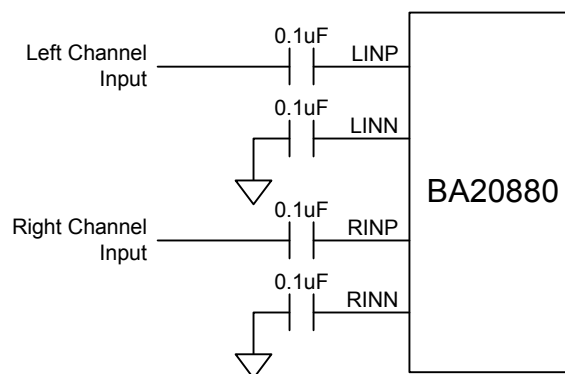 0.1uF
Left Channel
Input
LINP
0.1uF
LINN
BA20880
0.1uF
Right Channel
Input
RINP
0.1uF
RINN